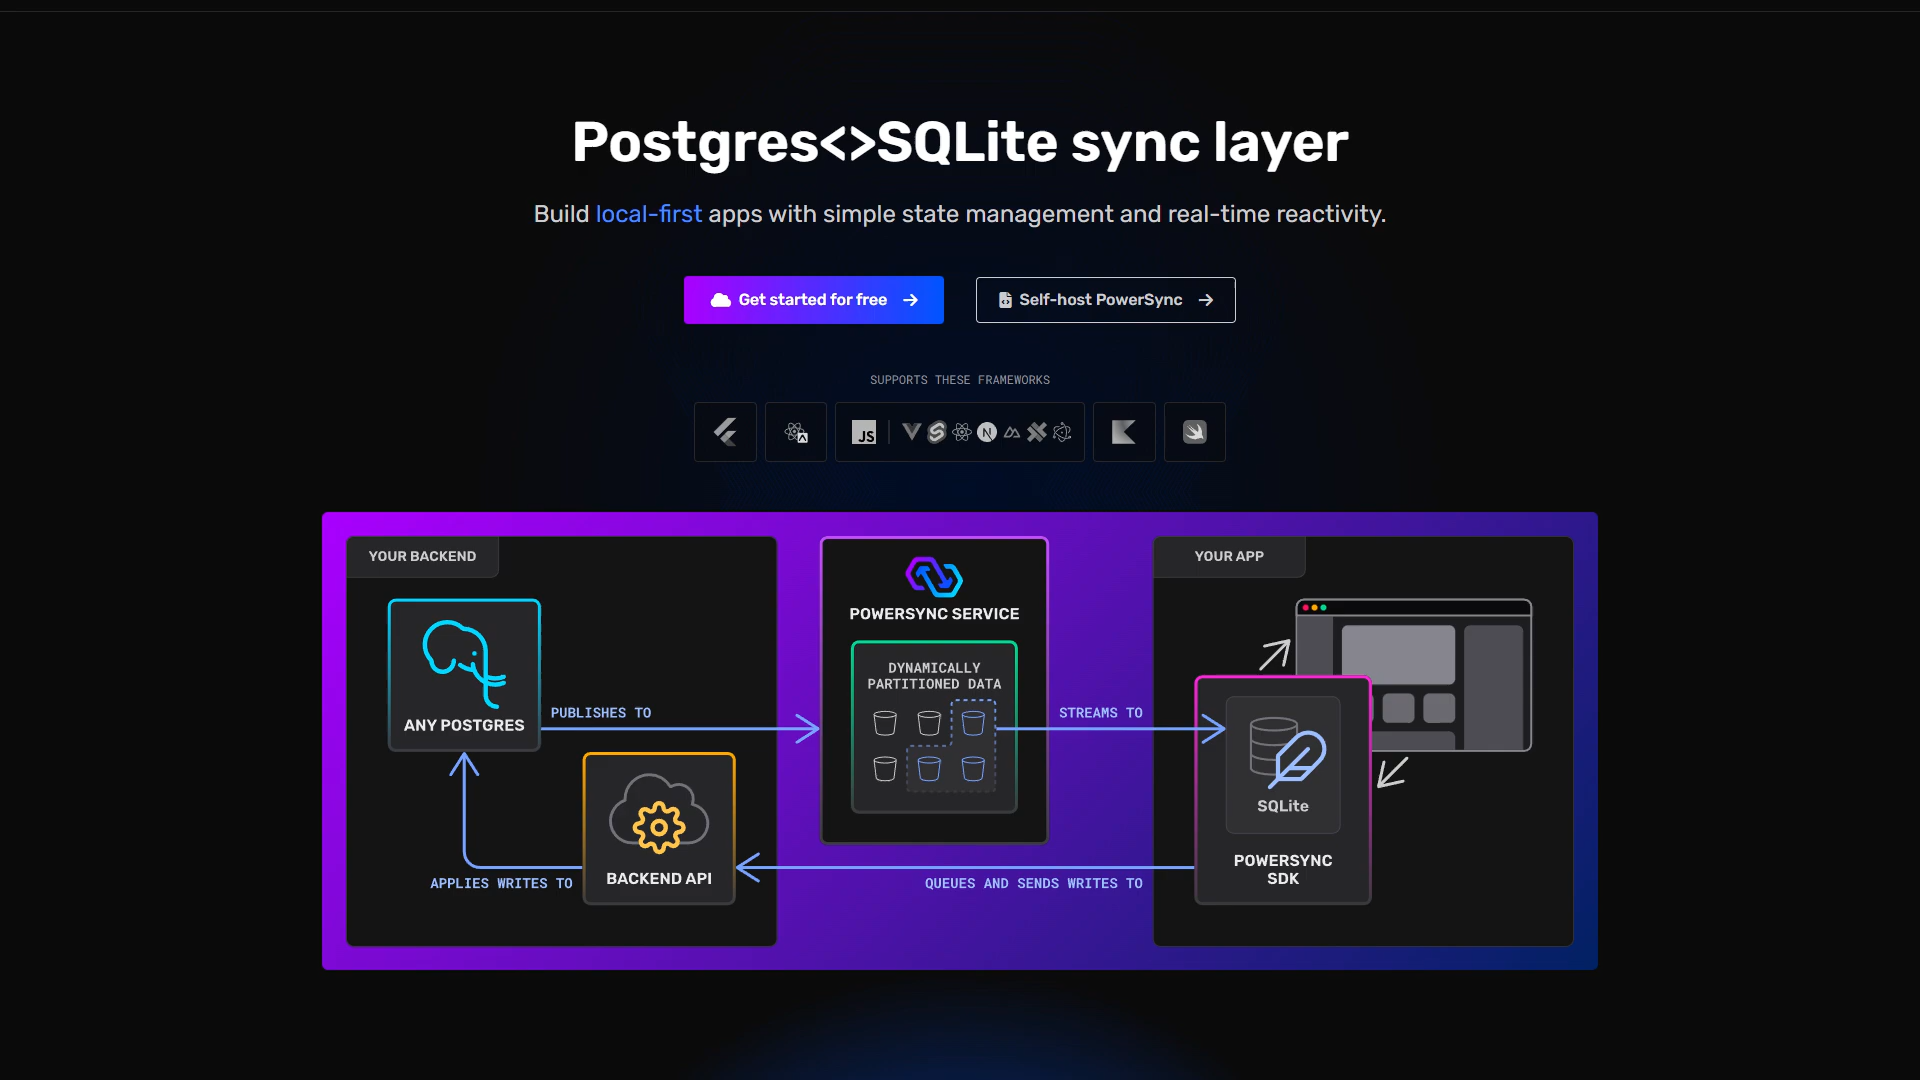 Postgres<>SQLite sync layer
Build local-first apps with simple state management and real-time reactivity.
Get started for free
Self-host PowerSync
SUPPORTS THESE FRAMEWORKS
JS
N
YOUR BACKEND
ANY POSTGRES
PUBLISHES TO
APPLIES WRITES TO
BACKEND API
POWERSYNC SERVICE
DYNAMICALLY
PARTITIONED DATA
STREAMS TO
QUEUES AND SENDS WRITES TO
YOUR APP
SQLite
POWERSYNC
SDK